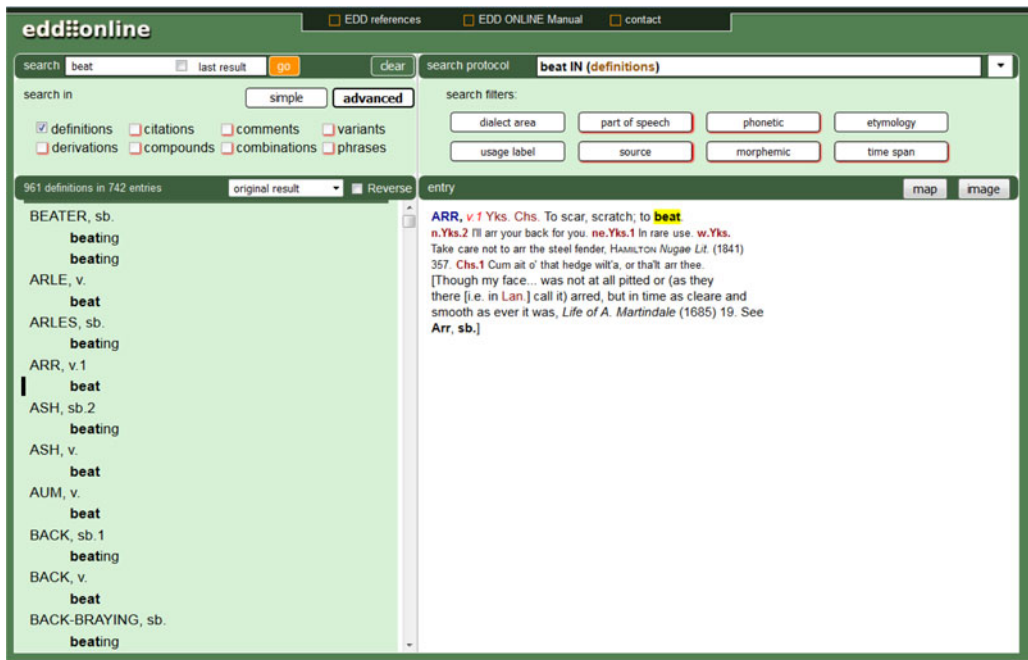 edd online
EDD references
EDD ONLINE Manual
contact
search beat last result go clear
search in simple advanced
definitions citations comments variants
derivations compounds combinations phrases
search protocol beat IN (definitions)
search filters:
dialect area part of speech phonetic etymology
usage label source morphemic time span
961 definitions in 742 entries original result Reverse
BEATER, sb.
beating
beating
ARLE, v.
beat
ARLES, sb.
beating
ARR, v.1
beat
ASH, sb.2
beating
ASH, v.
beat
AUM, v.
beat
BACK, sb.1
beating
BACK, v.
beat
BACK-BRAYING, sb.
beating
entry map image
ARR, v.1 Yks. Chs. To scar, scratch; to beat.
n.Yks.2 I'll arr your back for you. ne.Yks.1 In rare use. w.Yks.
Take care not to arr the steel fender, HAMILTON Nugae Lit. (1841)
357. Chs.1 Cum ait o' that hedge wilt'a, or tha'lt arr thee.
[Though my face... was not at all pitted or (as they
there [i.e. in Lan.] call it) arred, but in time as cleare and
smooth as ever it was, Life of A. Martindale (1685) 19. See
Arr, sb.]